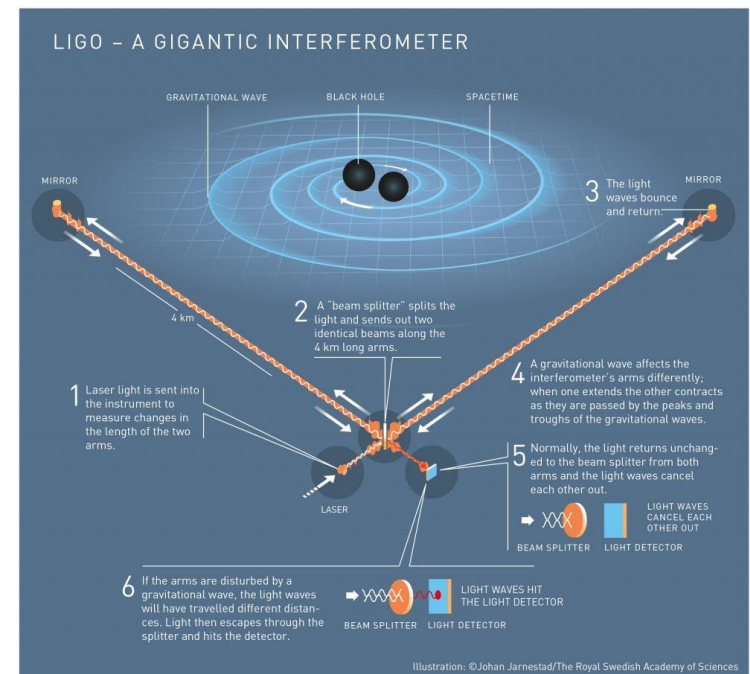 LIGO – A GIGANTIC INTERFEROMETER
GRAVITATIONAL WAVE
BLACK HOLE
SPACETIME
MIRROR
3 The light
waves bounce
and return.
MIRROR
4 km
2 A “beam splitter” splits the
light and sends out two
identical beams along the
4 km long arms.
1 Laser light is sent into
the instrument to
measure changes in
the length of the two
arms.
4 A gravitational wave affects the
interferometer's arms differently;
when one extends the other contracts
as they are passed by the peaks and
troughs of the gravitational waves.
5 Normally, the light returns unchang-
ed to the beam splitter from both
arms and the light waves cancel
each other out.
LIGHT WAVES
CANCEL EACH
OTHER OUT
BEAM SPLITTER
LIGHT DETECTOR
LASER
6 If the arms are disturbed by a
gravitational wave, the light waves
will have travelled different distan-
ces. Light then escapes through the
splitter and hits the detector.
LIGHT WAVES HIT
THE LIGHT DETECTOR
BEAM SPLITTER
LIGHT DETECTOR
Illustration: ©Johan Jarnestad/The Royal Swedish Academy of Sciences